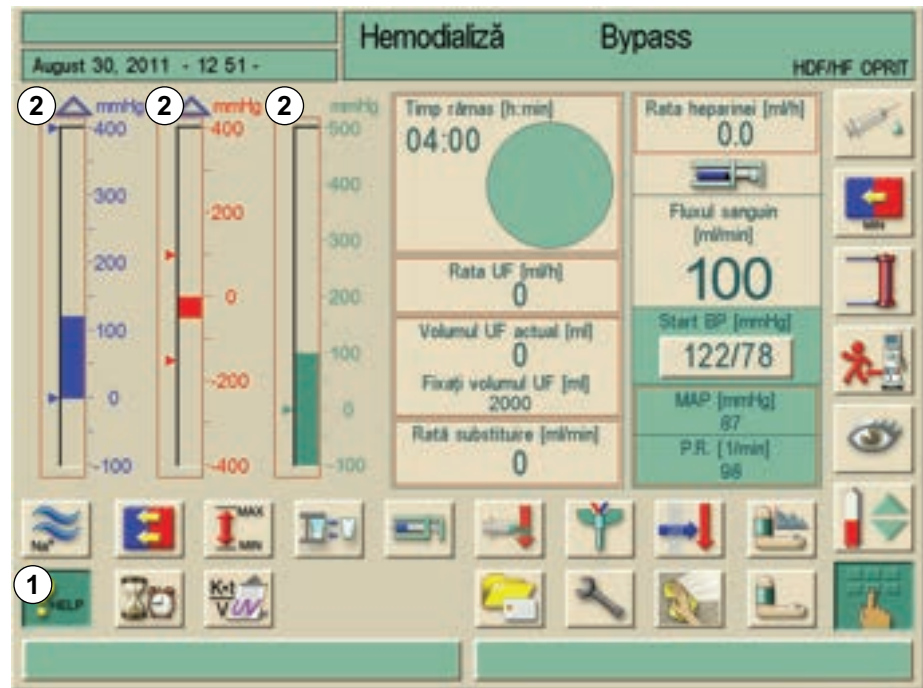 Hemodializă Bypass
August 30, 2011 - 12 51 -
HDF/HF OPRIT
2 mmHg 2 mmHg 2 mmHg
400 400 500
300 200 400
200 0 300
100 -200 200
0 -400 100
-100 0
-100
Timp rămas [h:min]
04:00
Rata UF [ml/h]
0
Volumul UF actual [ml]
0
Fixați volumul UF [ml]
2000
Rată substituire [ml/min]
0
Rata heparinei [ml/h]
0.0
Fluxul sanguin
[ml/min]
100
Start BP [mmHg]
122/78
MAP [mmHg]
87
P.R. [1/min]
98
MIN
Na+
MAX
MIN
1
HELP
K•t
V UV